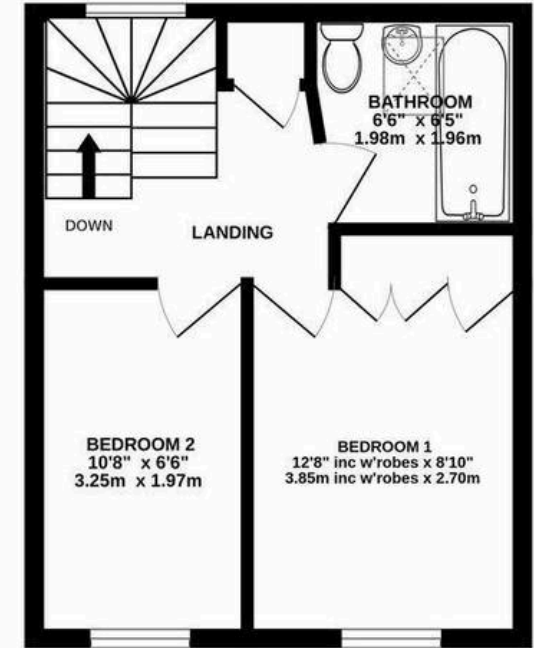 BATHROOM
6'6" x 6'5"
1.98m x 1.96m
DOWN
LANDING
BEDROOM 2
10'8" x 6'6"
3.25m x 1.97m
BEDROOM 1
12'8" inc w'robes x 8'10"
3.85m inc w'robes x 2.70m